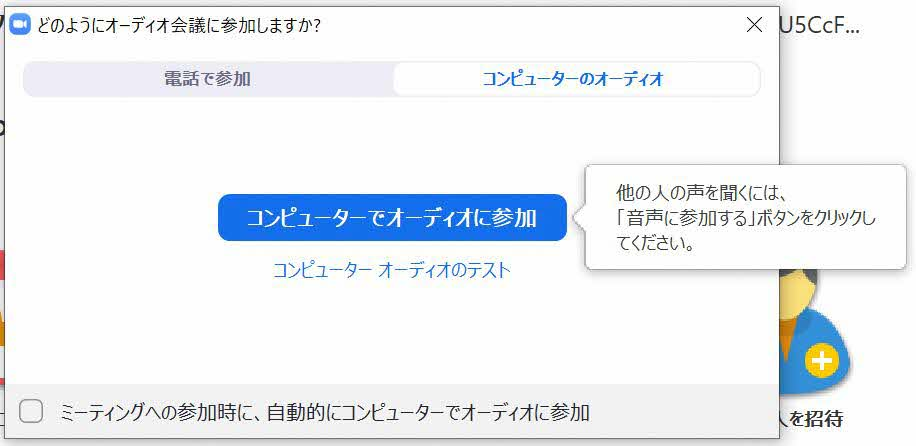 どのようにオーディオ会議に参加しますか?
U5CcF...
電話で参加
コンピューターのオーディオ
コンピューターでオーディオに参加
他の人の声を聞くには、
「音声に参加する」ボタンをクリックし
てください。
コンピューター オーディオのテスト
ミーティングへの参加時に、自動的にコンピューターでオーディオに参加
人を招待